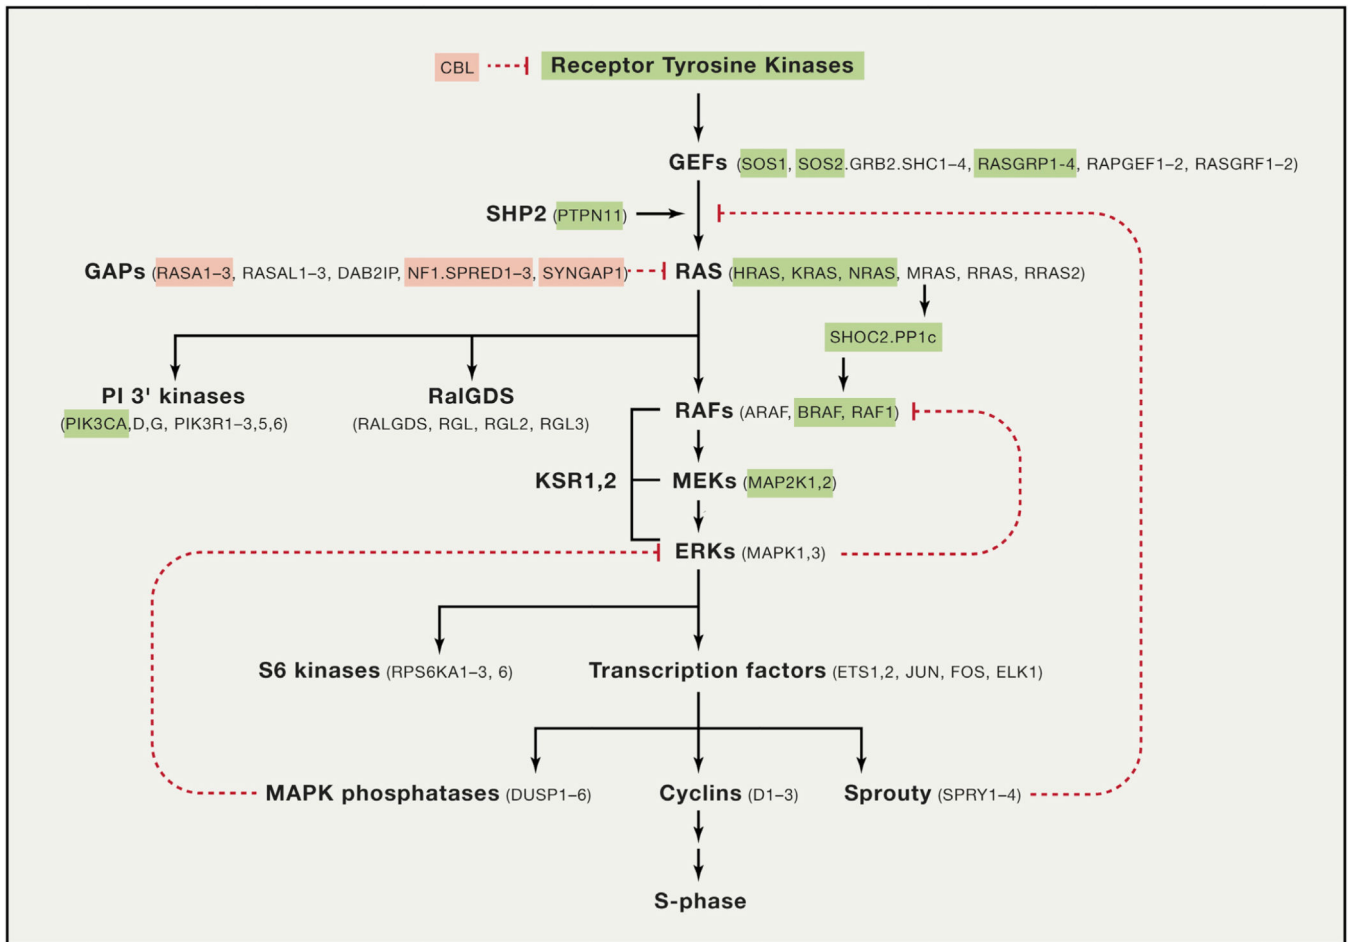 CBL Receptor Tyrosine Kinases
GEFs (SOS1, SOS2.GRB2.SHC1–4, RASGRP1-4, RAPGEF1–2, RASGRF1–2)
SHP2 (PTPN11)
GAPs (RASA1–3, RASAL1–3, DAB2IP, NF1.SPRED1–3, SYNGAP1) RAS (HRAS, KRAS, NRAS, MRAS, RRAS, RRAS2)
SHOC2.PP1c
PI 3' kinases RalGDS
RAFs (ARAF, BRAF, RAF1)
(PIK3CA,D,G, PIK3R1–3,5,6) (RALGDS, RGL, RGL2, RGL3)
KSR1,2 MEKs (MAP2K1,2)
ERKs (MAPK1,3)
S6 kinases (RPS6KA1–3, 6) Transcription factors (ETS1,2, JUN, FOS, ELK1)
MAPK phosphatases (DUSP1–6) Cyclins (D1–3) Sprouty (SPRY1–4)
S-phase